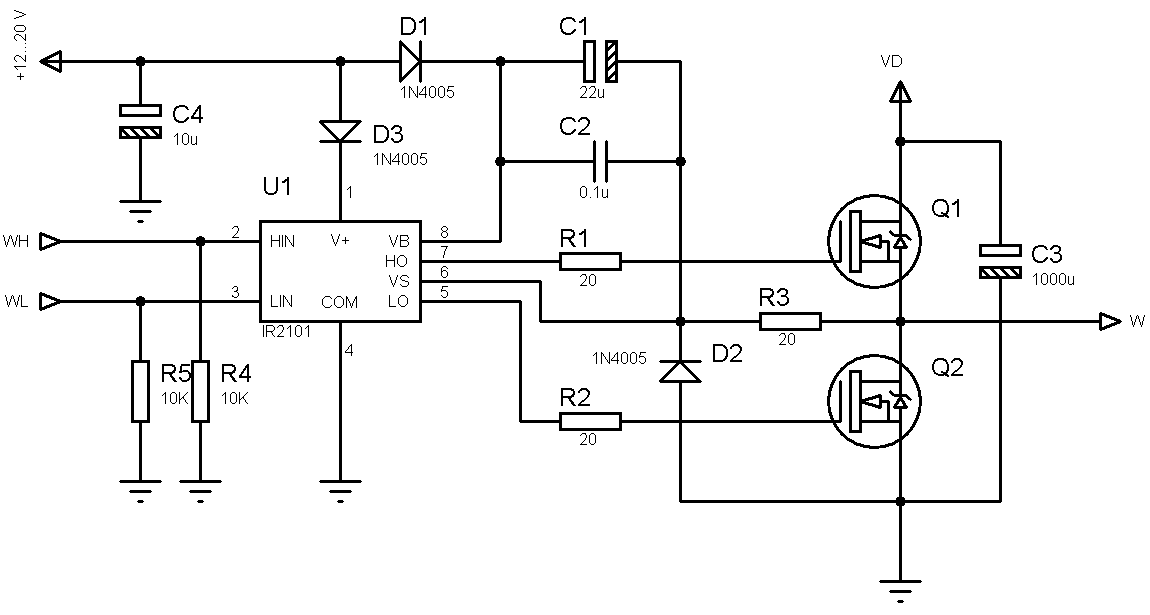 +12...20 V
D1
1N4005
C1
22u
C4
10u
D3
1N4005
C2
0.1u
VD
U1
1
WH
2
HIN
V+
VB
8
HO
7
VS
6
WL
3
LIN
COM
LO
5
IR2101
4
R1
20
Q1
C3
1000u
R3
20
W
R5
10K
R4
10K
1N4005
D2
R2
20
Q2